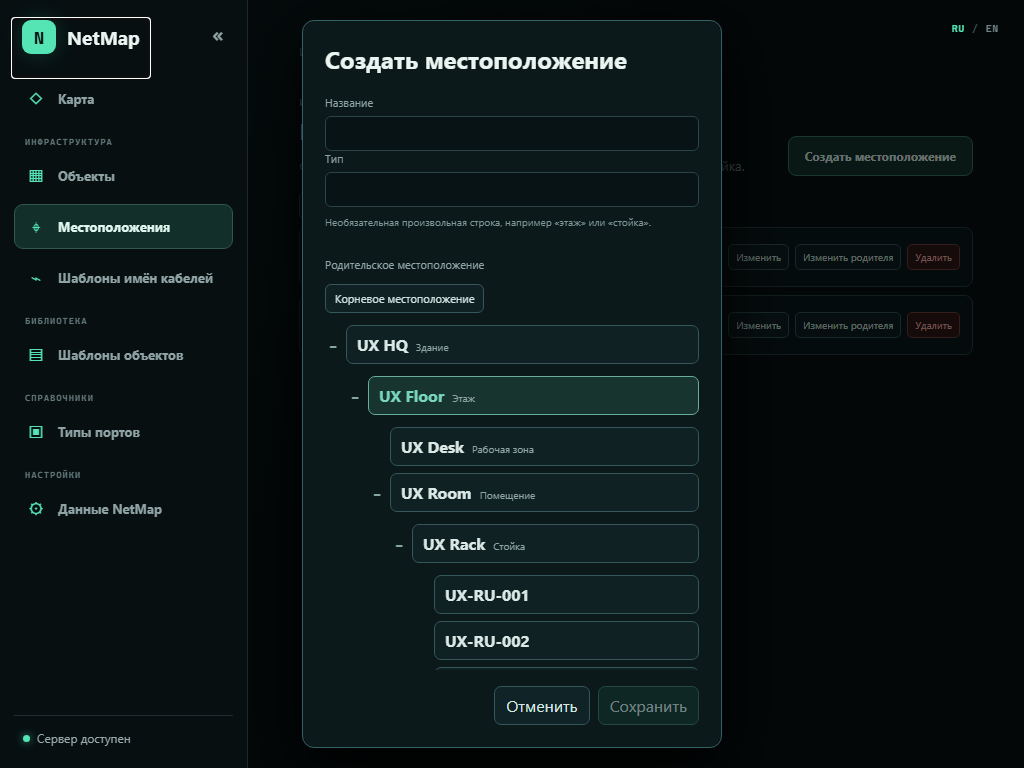 N NetMap «
Карта
ИНФРАСТРУКТУРА
Объекты
Местоположения
Шаблоны имён кабелей
БИБЛИОТЕКА
Шаблоны объектов
СПРАВОЧНИКИ
Типы портов
НАСТРОЙКИ
Данные NetMap
Сервер доступен
RU / EN
Создать местоположение
Изменить Изменить родителя Удалить
Изменить Изменить родителя Удалить
Создать местоположение
Название
Тип
Необязательная произвольная строка, например «этаж» или «стойка».
Родительское местоположение
Корневое местоположение
– UX HQ Здание
– UX Floor Этаж
UX Desk Рабочая зона
– UX Room Помещение
– UX Rack Стойка
UX-RU-001
UX-RU-002
Отменить Сохранить